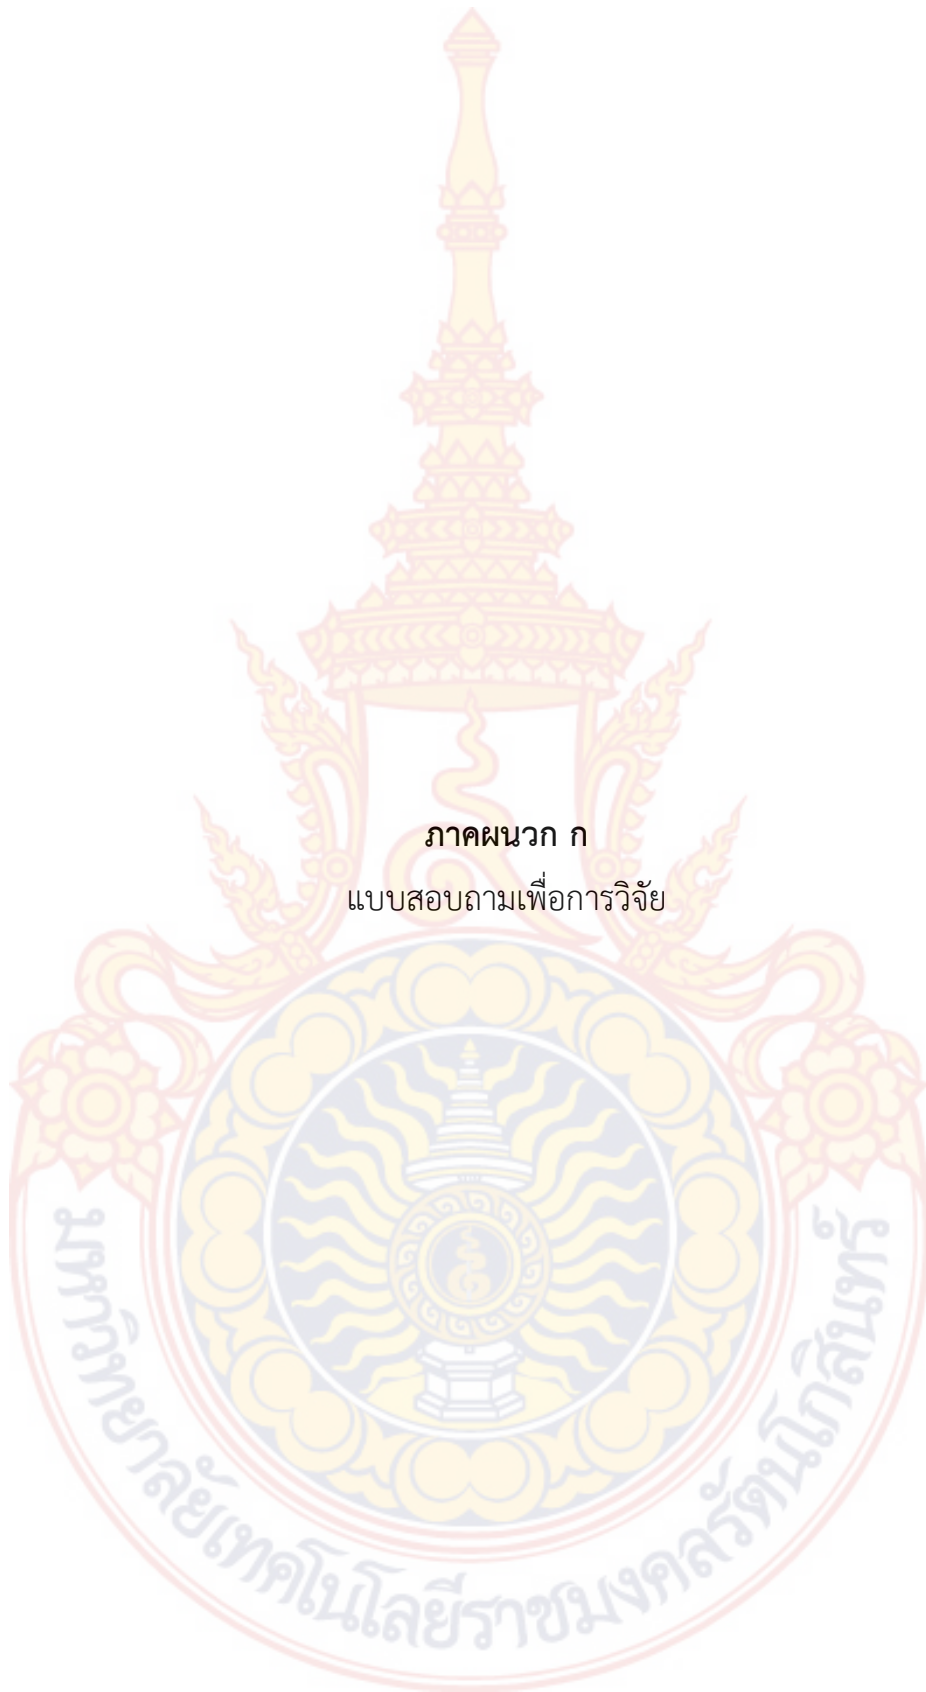 ภาคผนวก ก
แบบสอบถามเพื่อการวิจัย
มหาวิทยาลัยเทคโนโลยีราชมงคลรัตนโกสินทร์